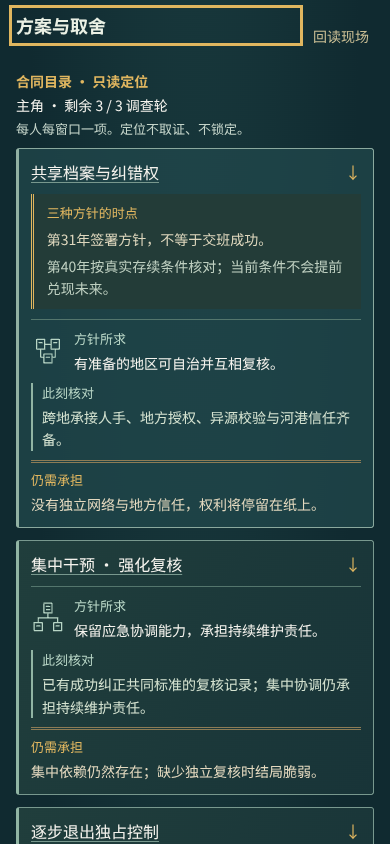 方案与取舍
回读现场
合同目录 · 只读定位
主角 · 剩余 3 / 3 调查轮
每人每窗口一项。定位不取证、不锁定。
共享档案与纠错权 ↓
三种方针的时点
第31年签署方针，不等于交班成功。
第40年按真实存续条件核对；当前条件不会提前
兑现未来。
方针所求
有准备的地区可自治并互相复核。
此刻核对
跨地承接人手、地方授权、异源校验与河港信任齐
备。
仍需承担
没有独立网络与地方信任，权利将停留在纸上。
集中干预 · 强化复核 ↓
方针所求
保留应急协调能力，承担持续维护责任。
此刻核对
已有成功纠正共同标准的复核记录；集中协调仍承
担持续维护责任。
仍需承担
集中依赖仍然存在；缺少独立复核时结局脆弱。
逐步退出独占控制 ↓